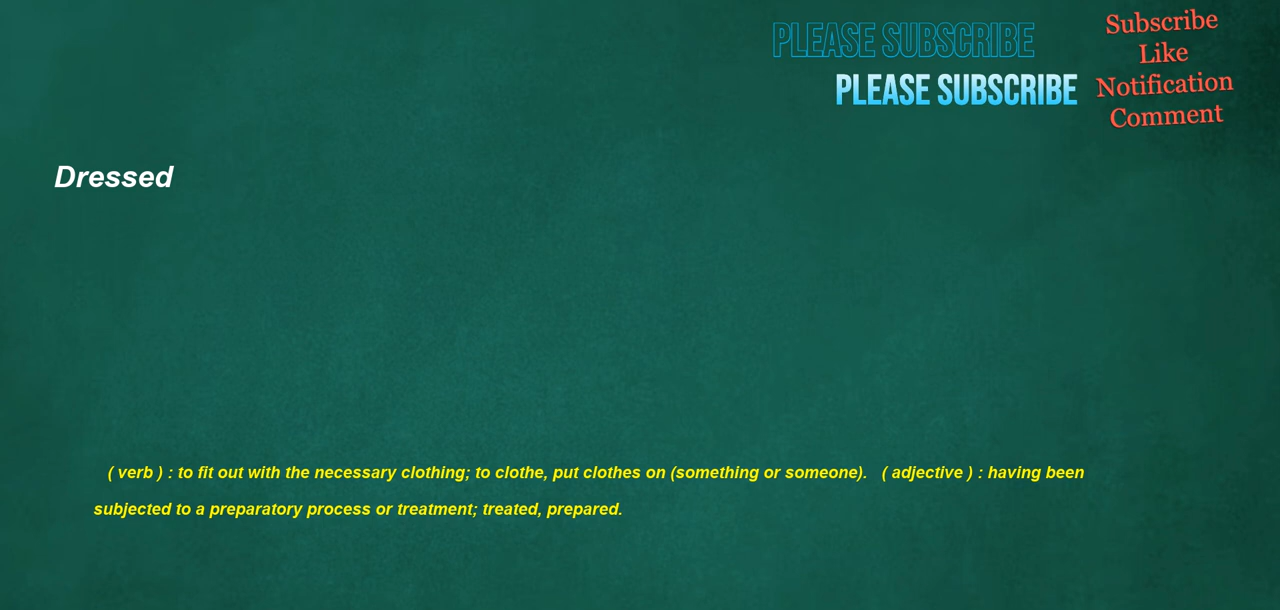 PLEASE SUBSCRIBE
PLEASE SUBSCRIBE
Subscribe
Like
Notification
Comment
Dressed
( verb ) : to fit out with the necessary clothing; to clothe, put clothes on (something or someone). ( adjective ) : having been
subjected to a preparatory process or treatment; treated, prepared.